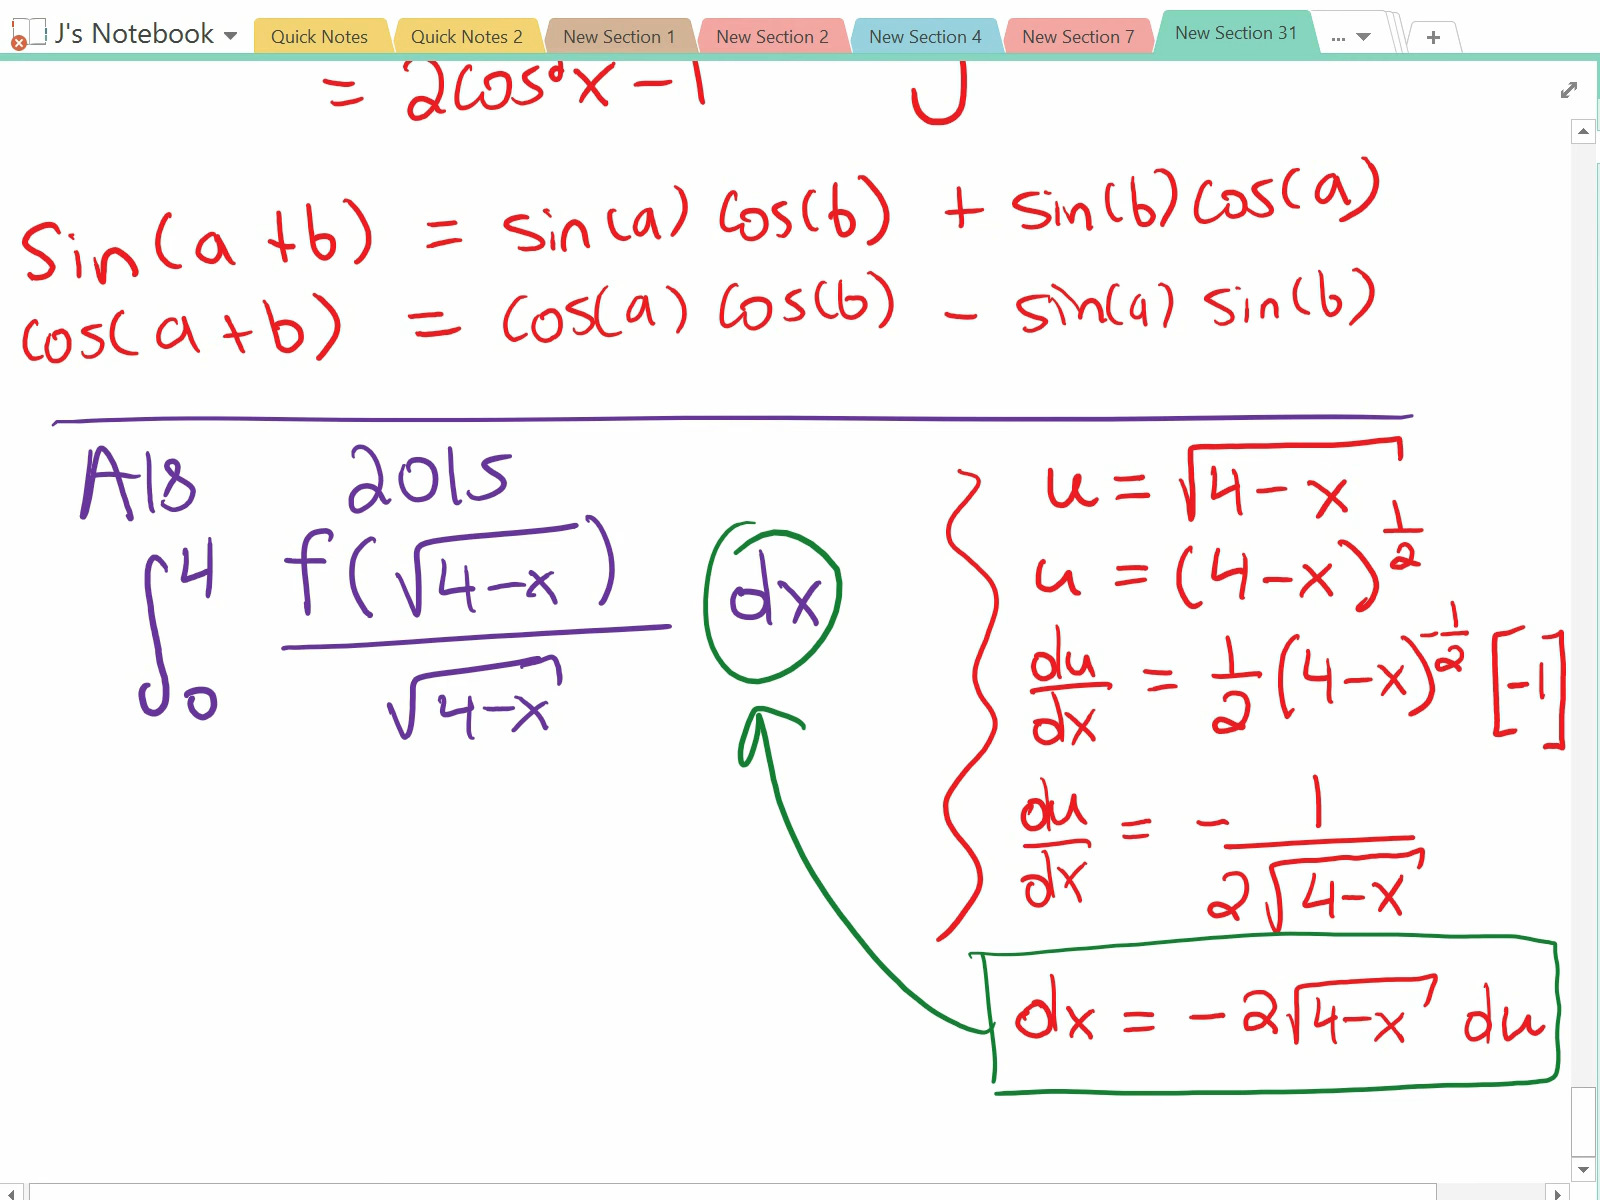 J's Notebook
Quick Notes
Quick Notes 2
New Section 1
New Section 2
New Section 4
New Section 7
New Section 31
...
+
= 2cos²x - 1
sin(a+b) = sin(a) cos(b) + sin(b) cos(a)
cos(a+b) = cos(a) cos(b) - sin(a) sin(b)
A18 2015
∫₀⁴ f(√(4-x)) / √(4-x) dx
u = √(4-x)
u = (4-x)^(1/2)
du/dx = 1/2 (4-x)^(-1/2) [-1]
du/dx = - 1/(2√(4-x))
dx = -2√(4-x) du